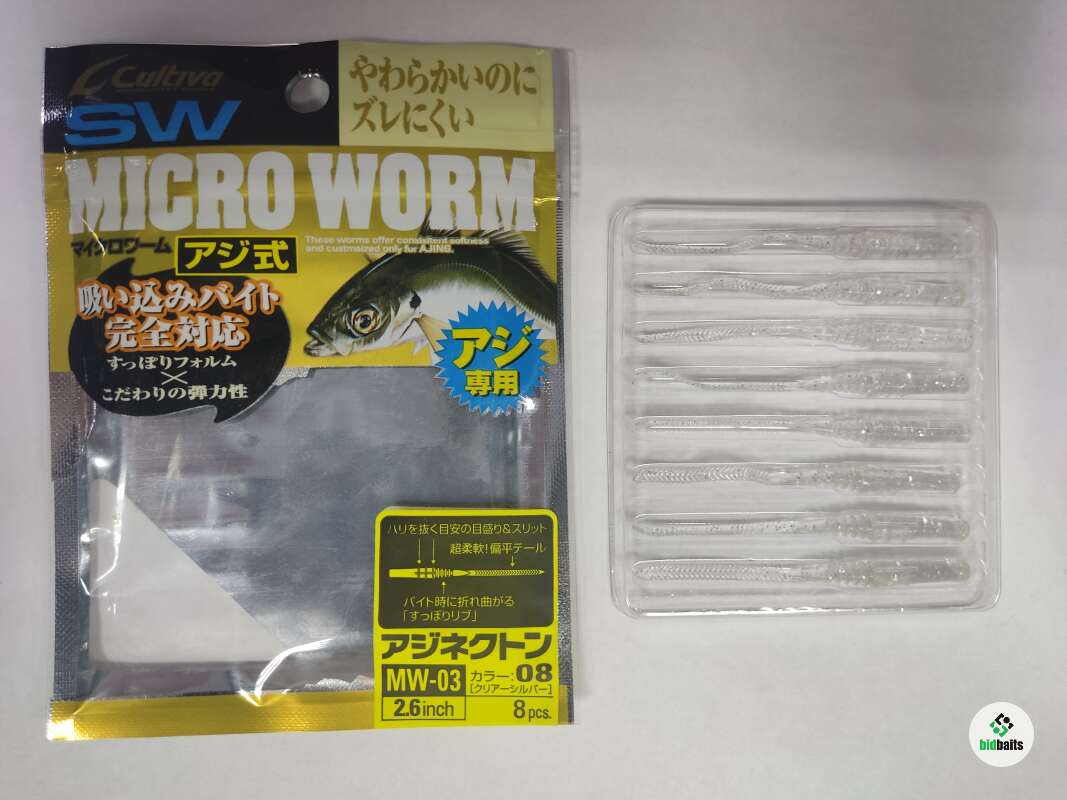 Cultiva
SW
やわらかいのに
ズレにくい
MICRO WORM
マイクロワーム
アジ式
These worms offer consistent softness
and custmaized only fur AJING.
吸い込みバイト
完全対応
すっぽりフォルム
×
こだわりの弾力性
アジ
専用
ハリを抜く目安の目盛り&スリット
超柔軟!偏平テール
バイト時に折れ曲がる
「すっぽりリブ」
アジネクトン
MW-03
カラー:08
[クリアーシルバー]
2.6inch
8pcs.
bidbaits